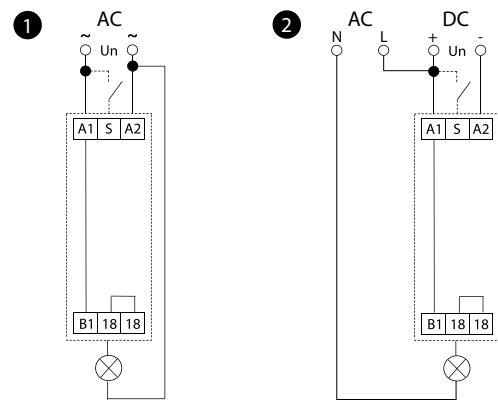 1 AC
~ Un ~
A1 S A2
B1 18 18
2 AC DC
N L + Un -
A1 S A2
B1 18 18